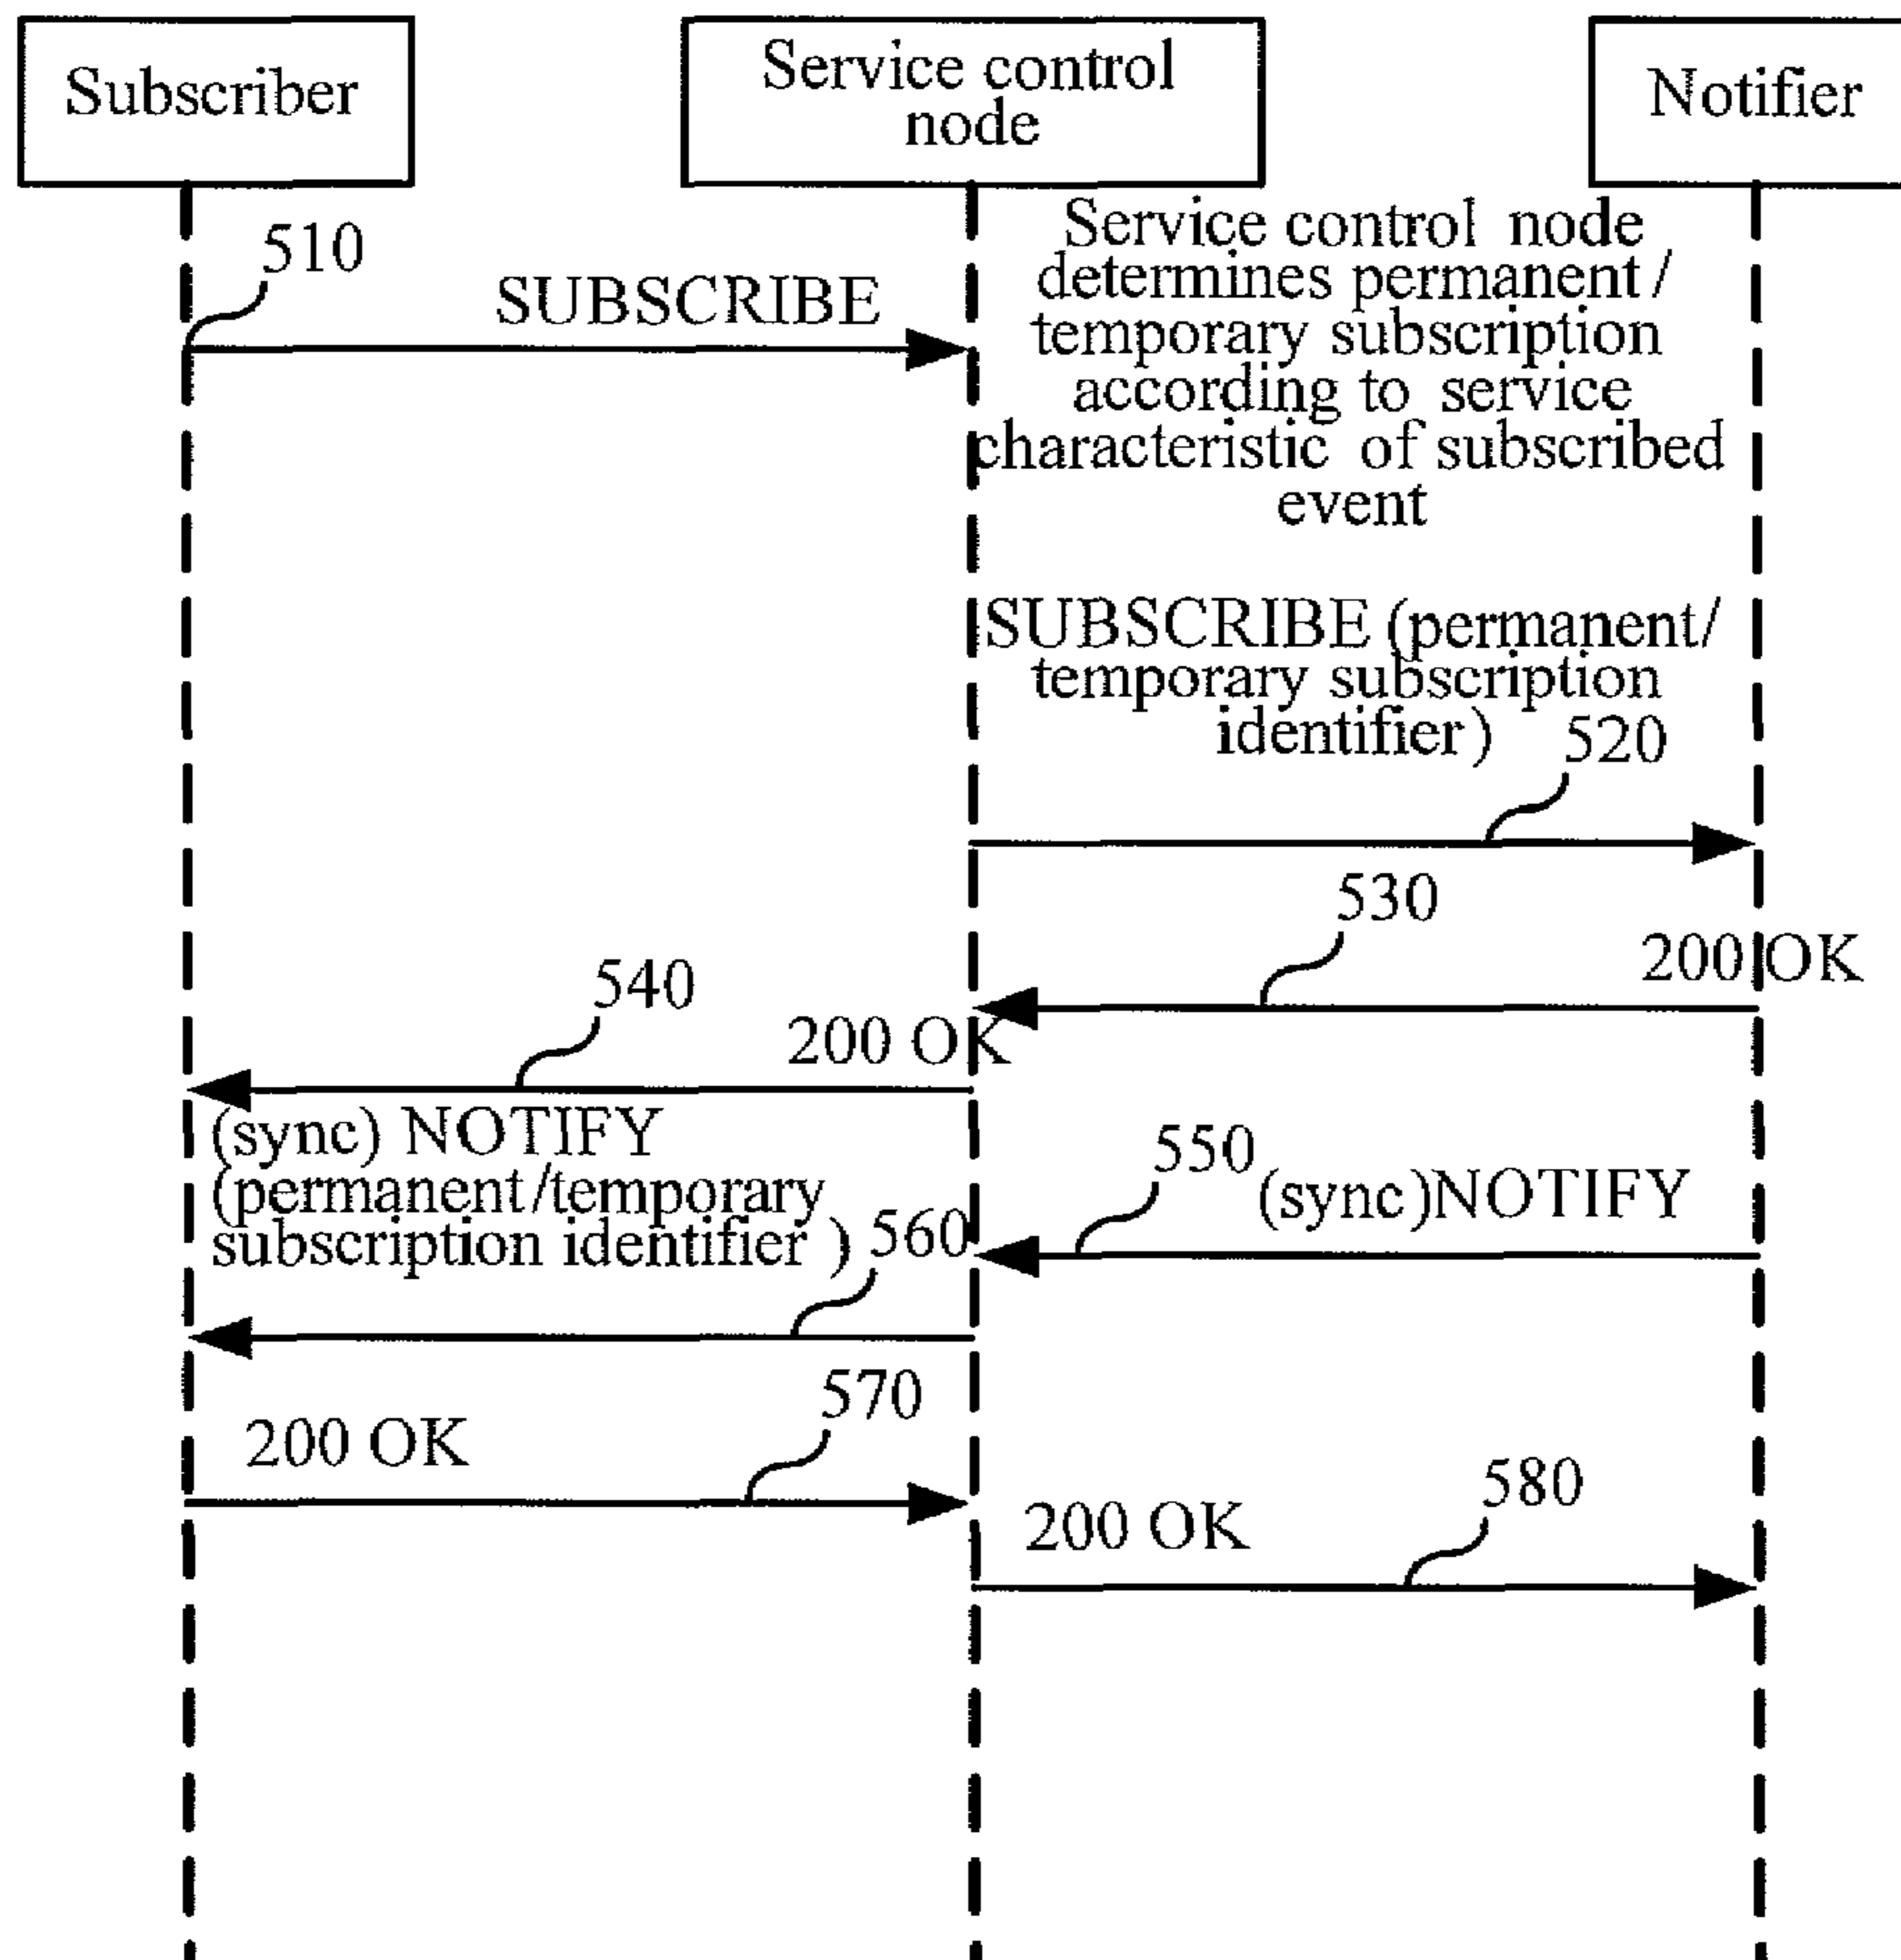 Subscriber
Service control
node
Notifier
510
SUBSCRIBE
Service control node
determines permanent /
temporary subscription
according to service
characteristic of subscribed
event
SUBSCRIBE (permanent/
temporary subscription
identifier)
520
530
200 OK
540
200 OK
(sync) NOTIFY
(permanent/temporary
subscription identifier )
550
(sync)NOTIFY
560
570
200 OK
580
200 OK